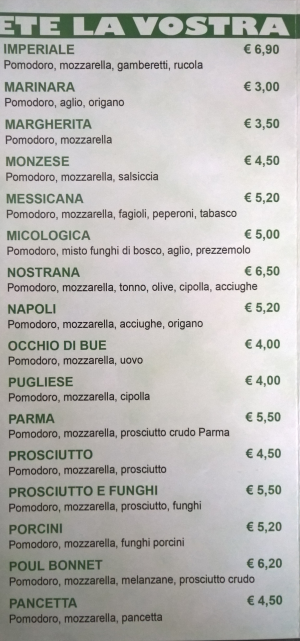 ETE LA VOSTRA
IMPERIALE € 6,90
Pomodoro, mozzarella, gamberetti, rucola
MARINARA € 3,00
Pomodoro, aglio, origano
MARGHERITA € 3,50
Pomodoro, mozzarella
MONZESE € 4,50
Pomodoro, mozzarella, salsiccia
MESSICANA € 5,20
Pomodoro, mozzarella, fagioli, peperoni, tabasco
MICOLOGICA € 5,00
Pomodoro, misto funghi di bosco, aglio, prezzemolo
NOSTRANA € 6,50
Pomodoro, mozzarella, tonno, olive, cipolla, acciughe
NAPOLI € 5,20
Pomodoro, mozzarella, acciughe, origano
OCCHIO DI BUE € 4,00
Pomodoro, mozzarella, uovo
PUGLIESE € 4,00
Pomodoro, mozzarella, cipolla
PARMA € 5,50
Pomodoro, mozzarella, prosciutto crudo Parma
PROSCIUTTO € 4,50
Pomodoro, mozzarella, prosciutto
PROSCIUTTO E FUNGHI € 5,50
Pomodoro, mozzarella, prosciutto, funghi
PORCINI € 5,20
Pomodoro, mozzarella, funghi porcini
POUL BONNET € 6,20
Pomodoro, mozzarella, melanzane, prosciutto crudo
PANCETTA € 4,50
Pomodoro, mozzarella, pancetta